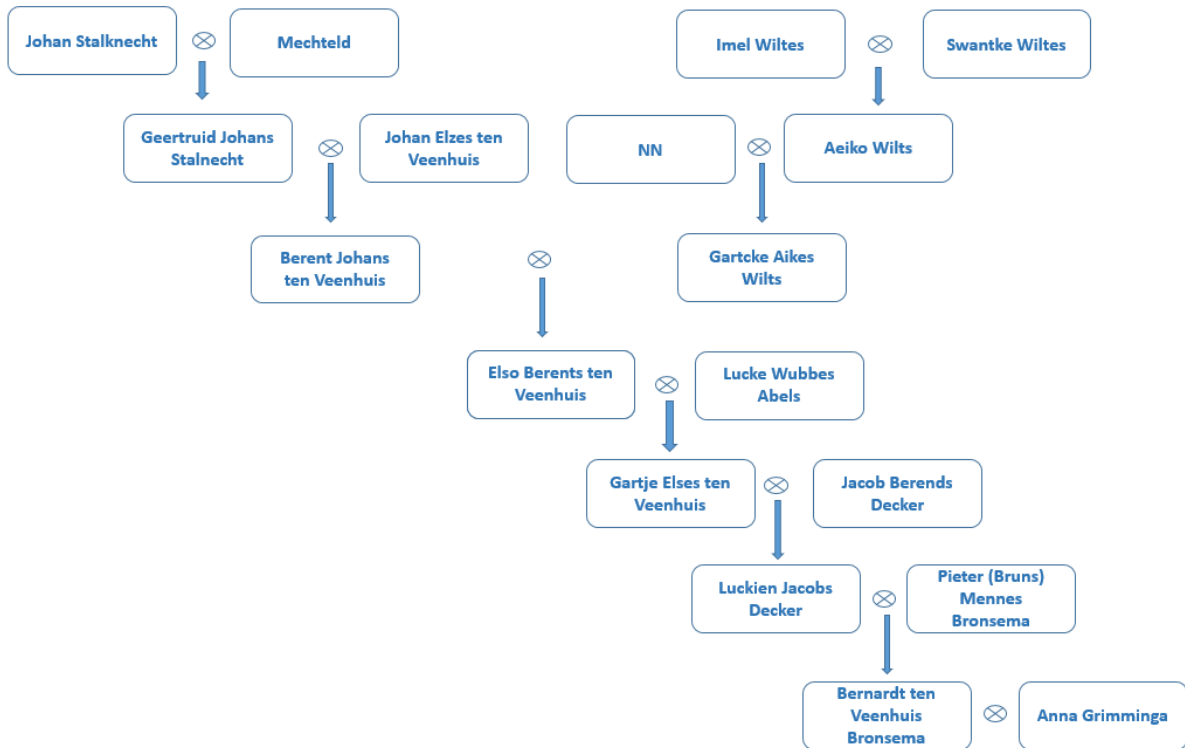 Johan Stalknecht
Mechteld
Imel Wiltes
Swantke Wiltes
Geertruid Johans
Stalnecht
Johan Elzes ten
Veenhuis
NN
Aeiko Wilts
Berent Johans
ten Veenhuis
Gartcke Aikes
Wilts
Elso Berents ten
Veenhuis
Lucke Wubbes
Abels
Gartje Elses ten
Veenhuis
Jacob Berends
Decker
Luckien Jacobs
Decker
Pieter (Bruns)
Mennes
Bronsema
Bernardt ten
Veenhuis
Bronsema
Anna Grimminga